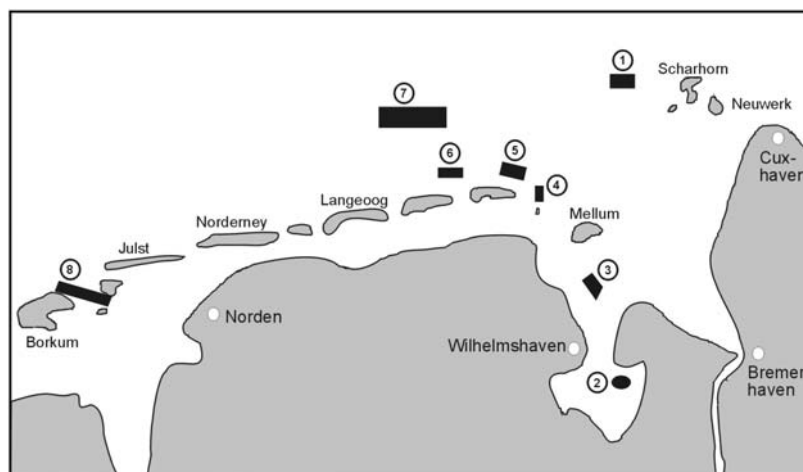 1
Scharhorn
7
Neuwerk
Cux-
haven
6
5
4
Langeoog
Mellum
Norderney
Julst
8
3
Norden
Borkum
Wilhelmshaven
2
Bremer
haven